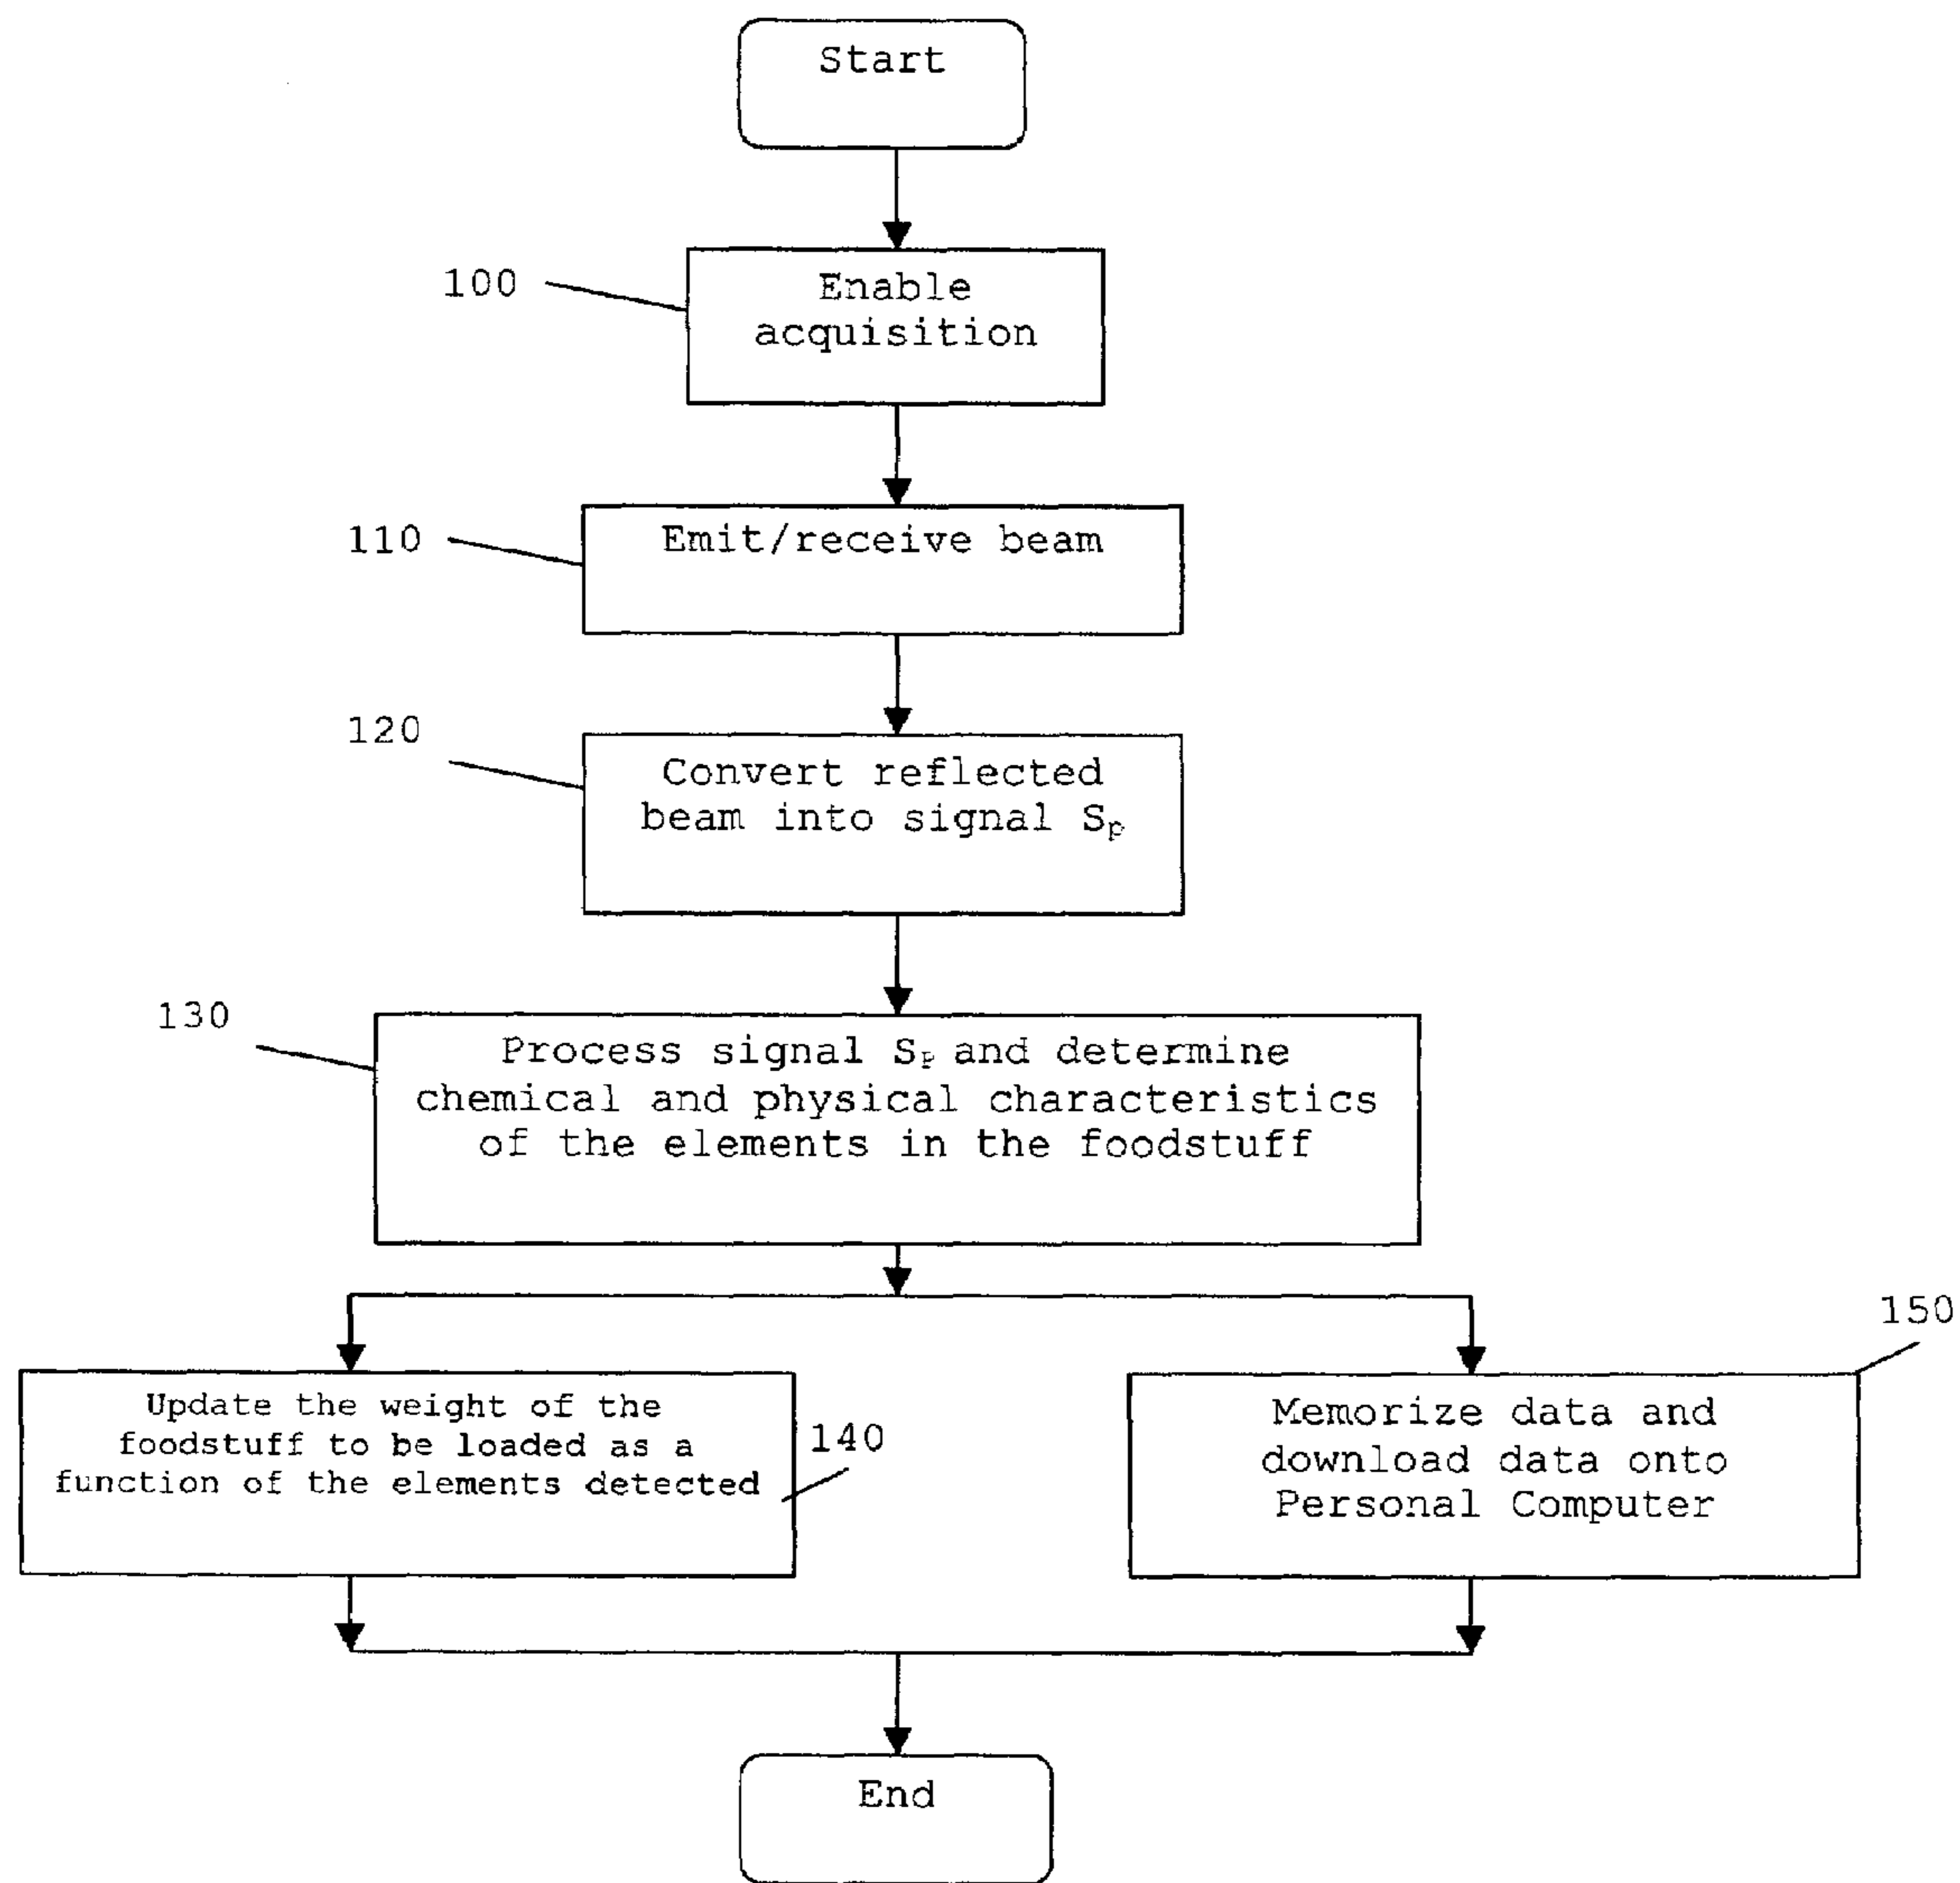 Start
100
Enable
acquisition
110
Emit/receive beam
120
Convert reflected
beam into signal Sp
130
Process signal Sp and determine
chemical and physical characteristics
of the elements in the foodstuff
150
Update the weight of the
foodstuff to be loaded as a
function of the elements detected
140
Memorize data and
download data onto
Personal Computer
End